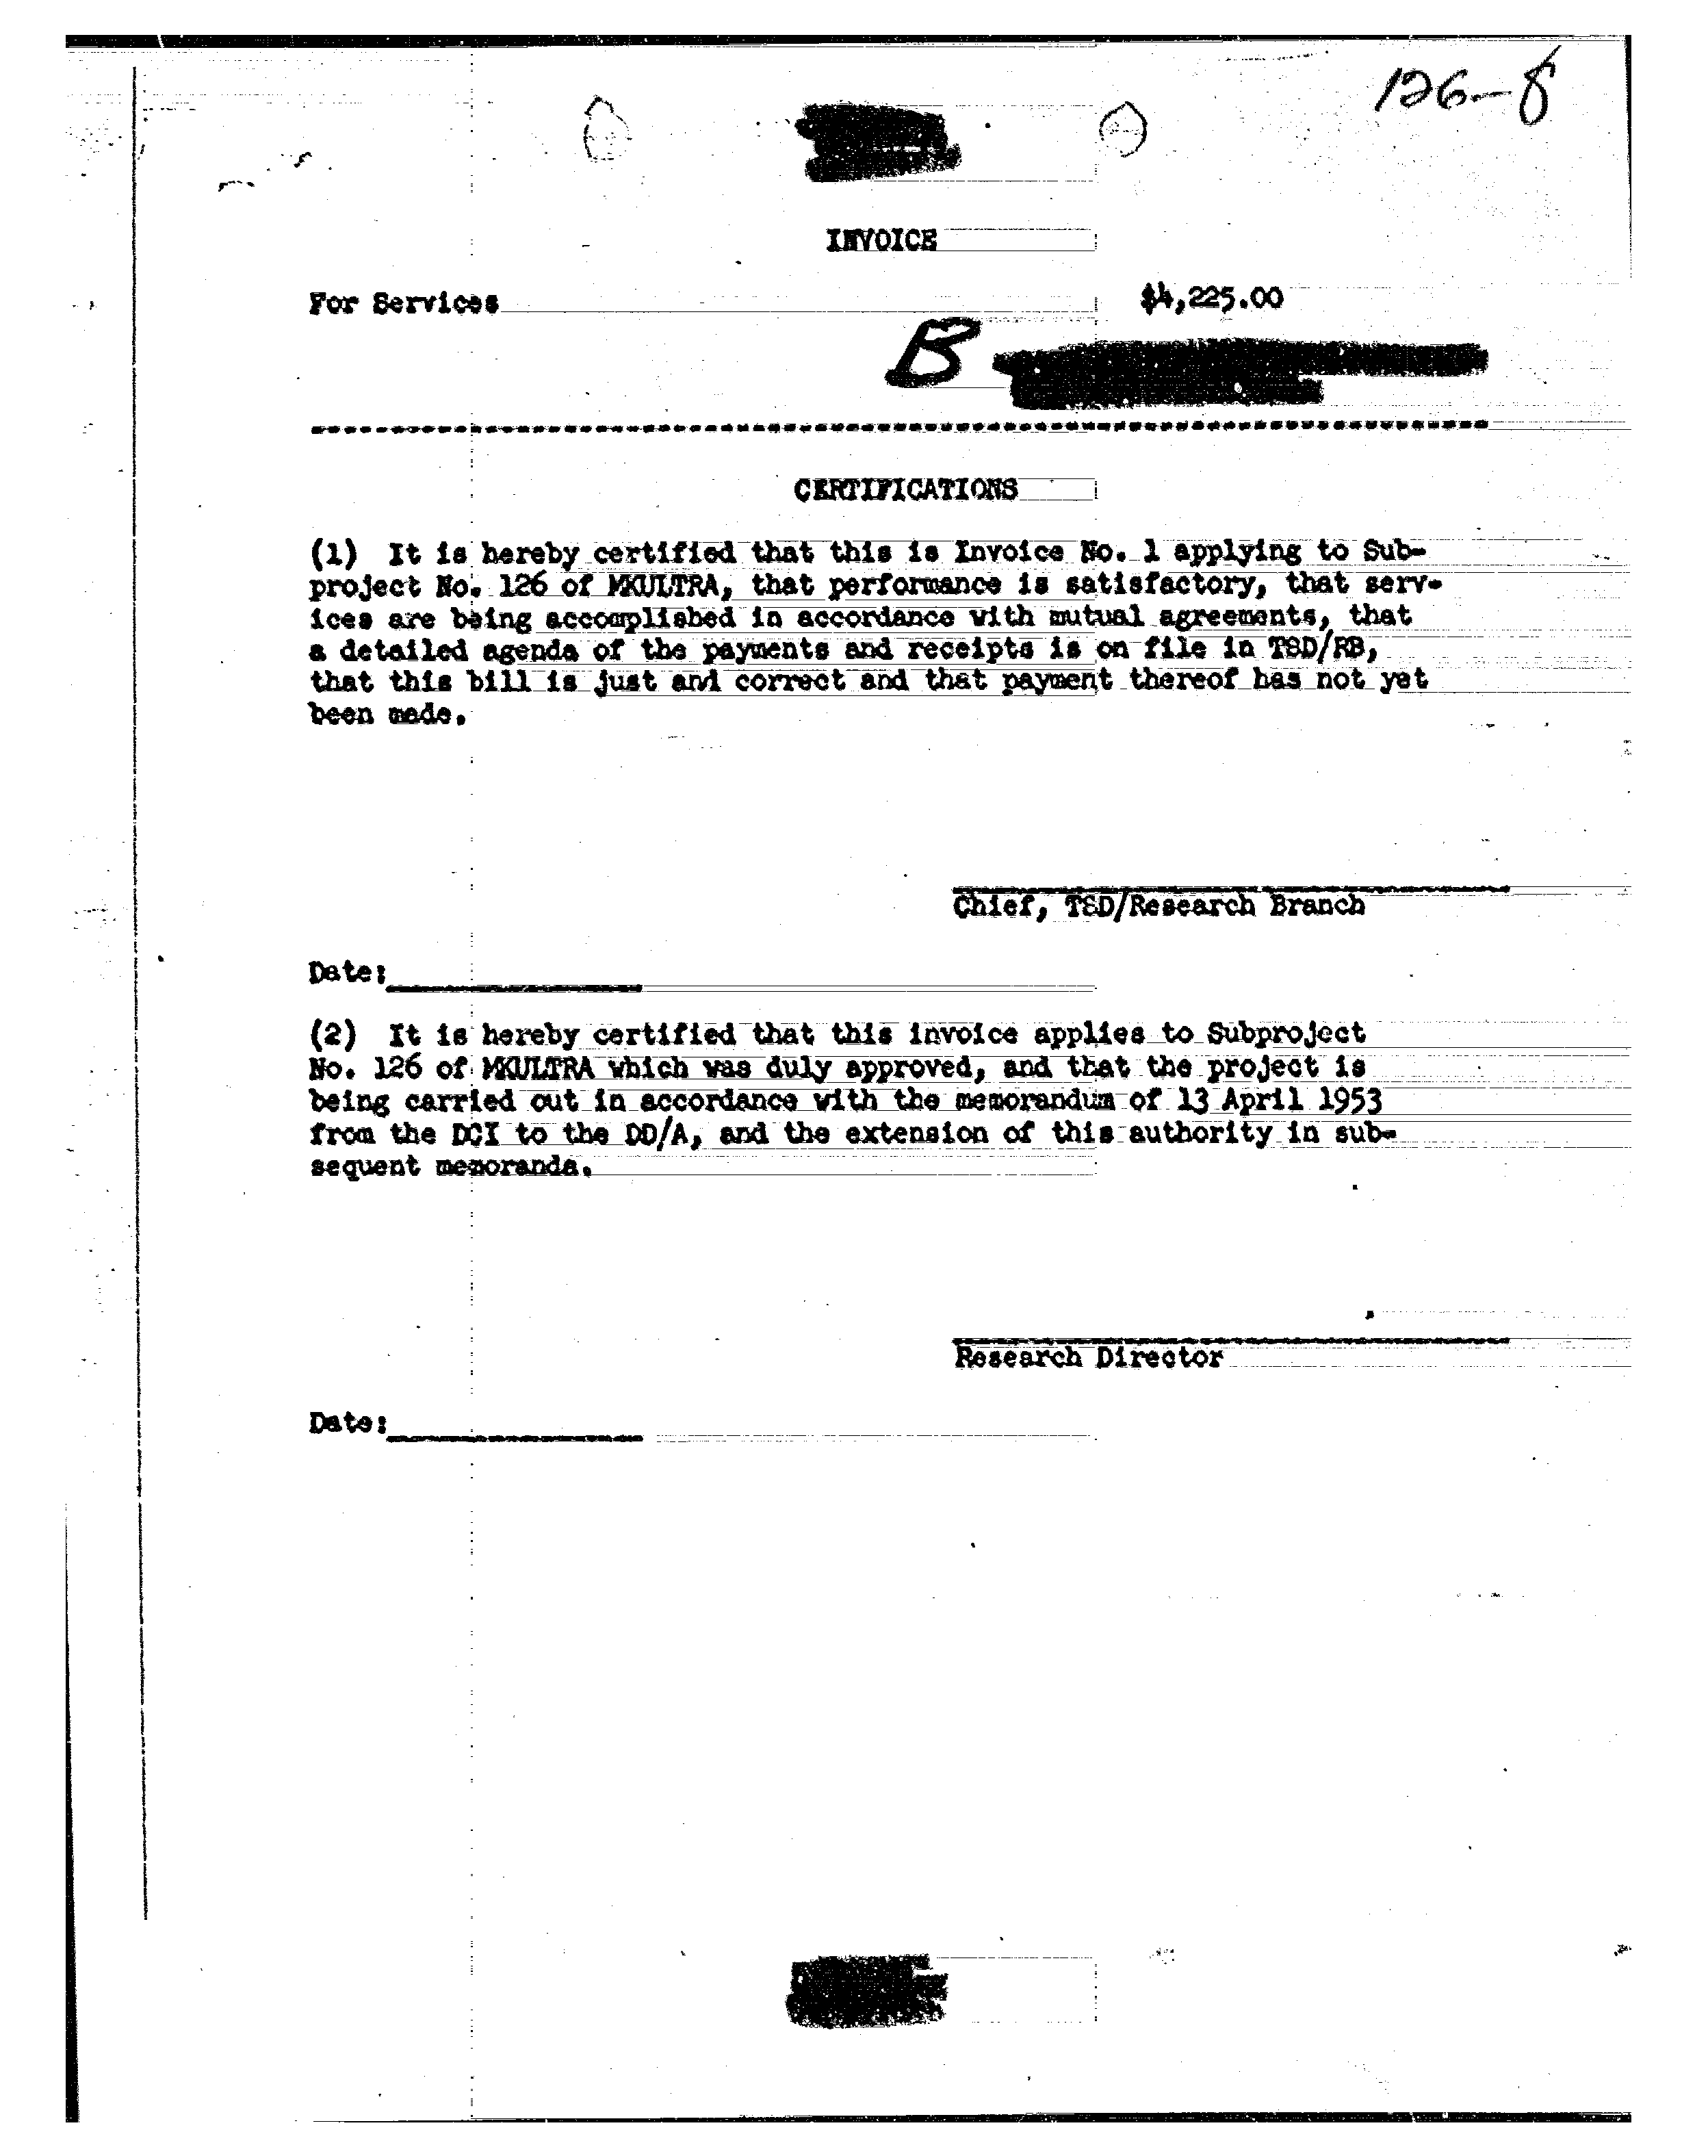 126-8
INVOICE
For Services $4,225.00
B
CERTIFICATIONS
(1) It is hereby certified that this is Invoice No. 1 applying to Sub-
project No. 126 of MKULTRA, that performance is satisfactory, that serv-
ices are being accomplished in accordance with mutual agreements, that
a detailed agenda of the payments and receipts is on file in TSD/RB,
that this bill is just and correct and that payment thereof has not yet
been made.
Chief, TSD/Research Branch
Date:
(2) It is hereby certified that this invoice applies to Subproject
No. 126 of MKULTRA which was duly approved, and that the project is
being carried out in accordance with the memorandum of 13 April 1953
from the DCI to the DD/A, and the extension of this authority in sub-
sequent memoranda.
Research Director
Date: